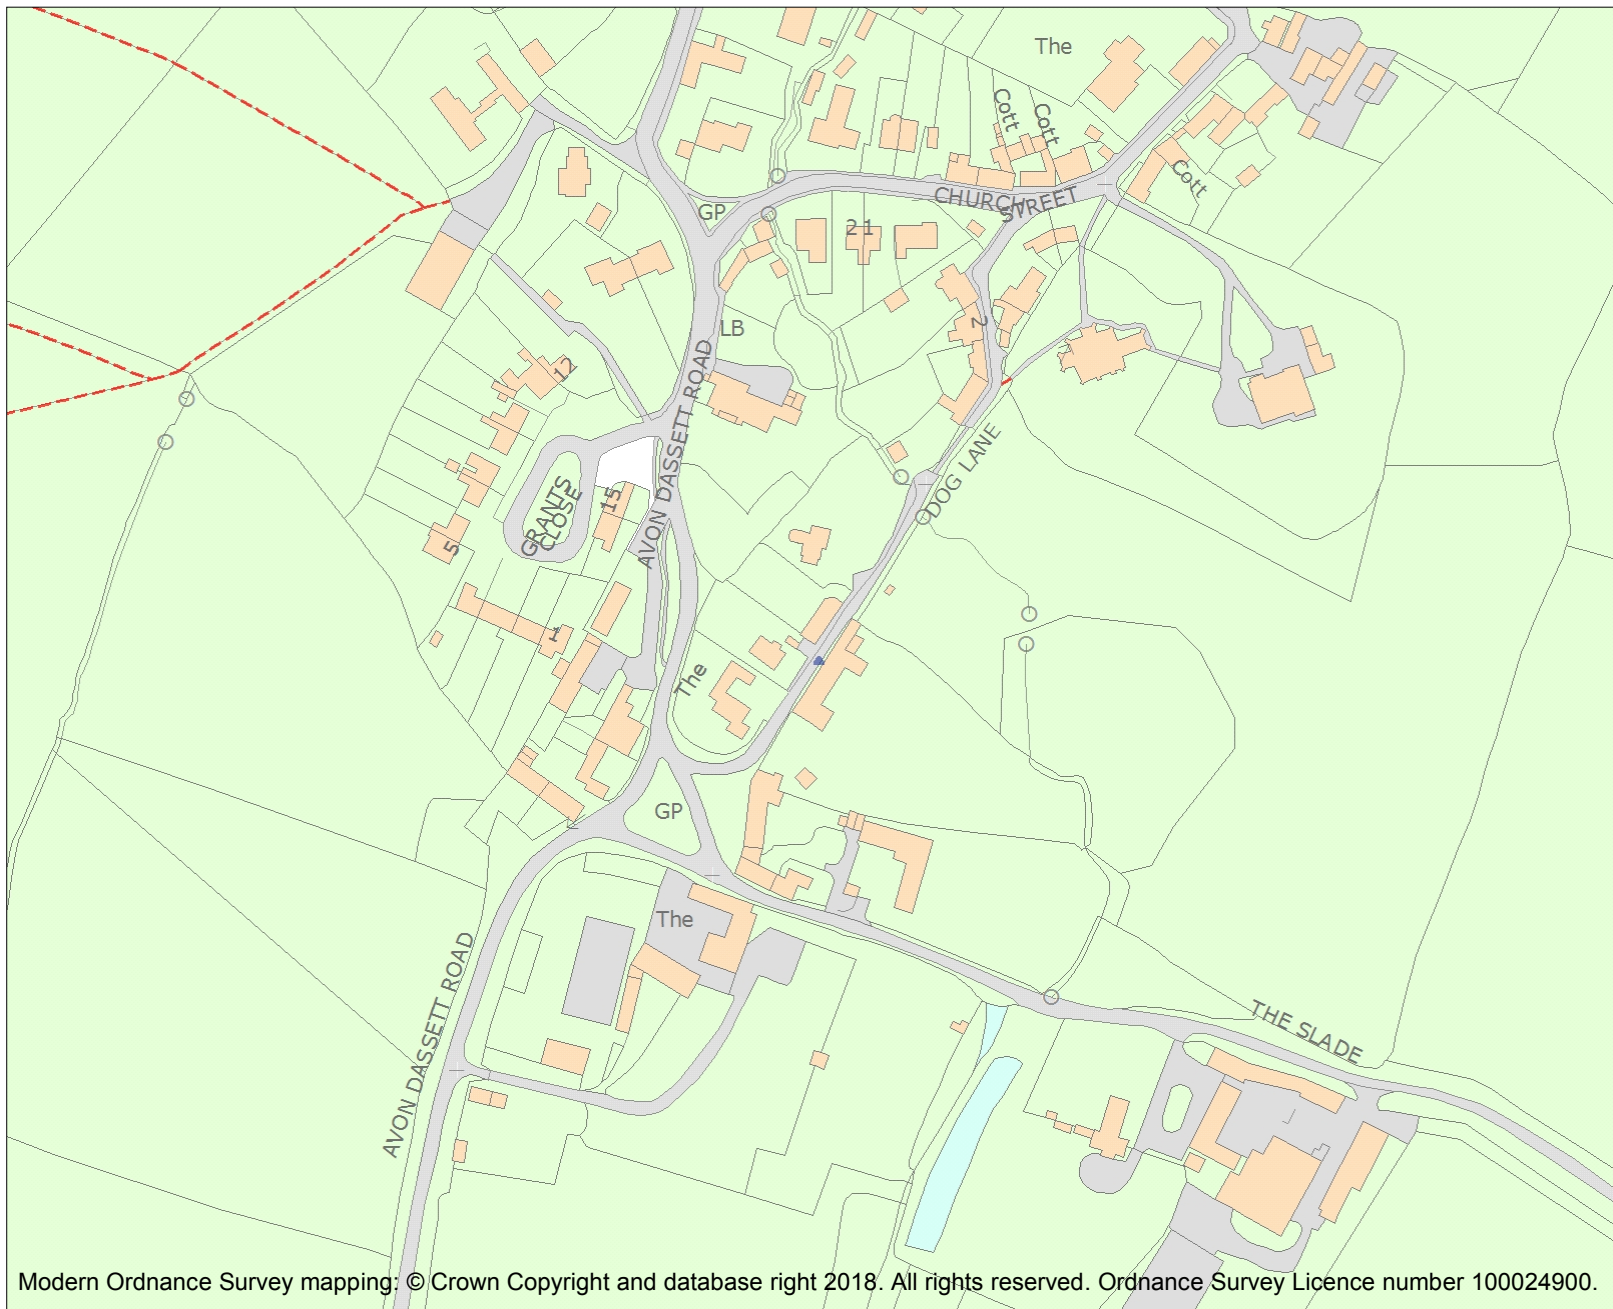 The
Cott
Cott
Cott
CHURCH
STREET
GP
21
2
LB
12
AVON DASSETT ROAD
GRANTS
CLOSE
15
5
DOG LANE
1
The
GP
The
AVON DASSETT ROAD
THE SLADE
Modern Ordnance Survey mapping: © Crown Copyright and database right 2018. All rights reserved. Ordnance Survey Licence number 100024900.